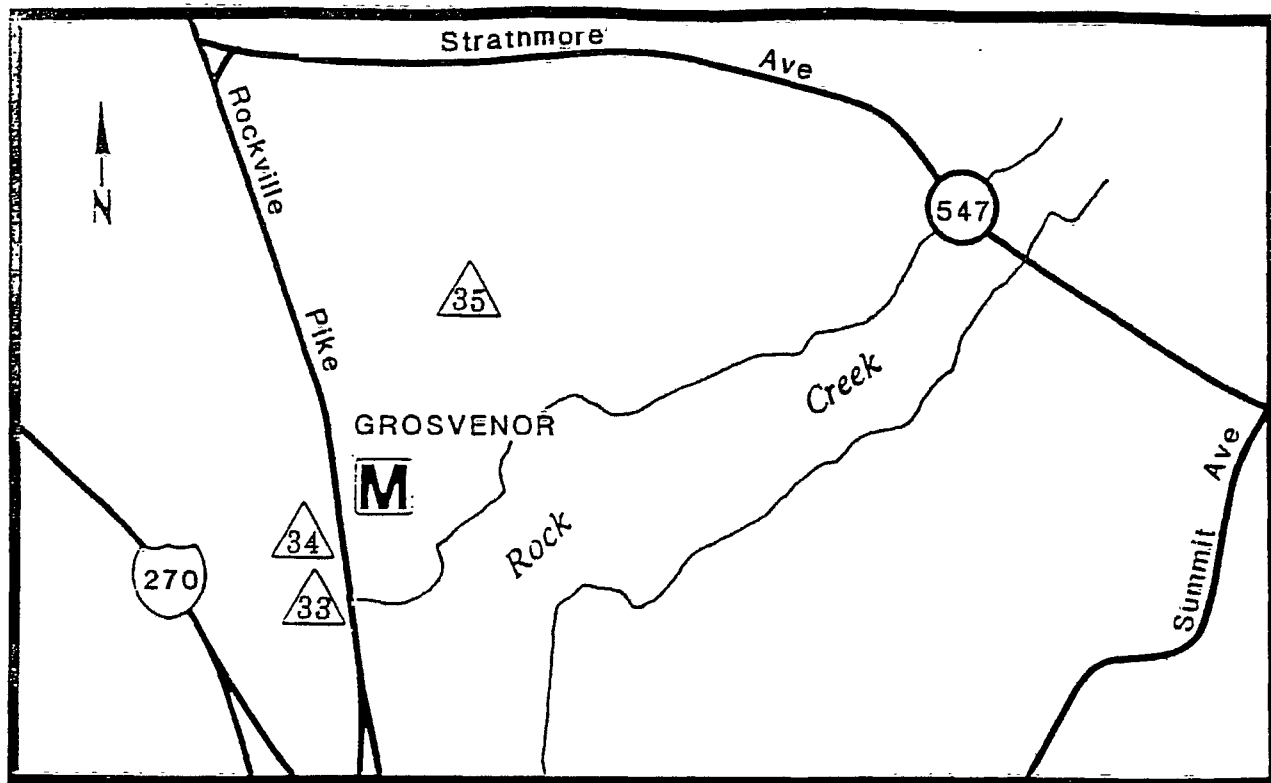 Strathmore Ave
Rockville Pike
N
547
35
Creek
GROSVENOR
M
Rock
34
33
270
Summit Ave